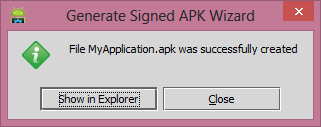 Generate Signed APK Wizard
File MyApplication.apk was successfully created
Show in Explorer
Close